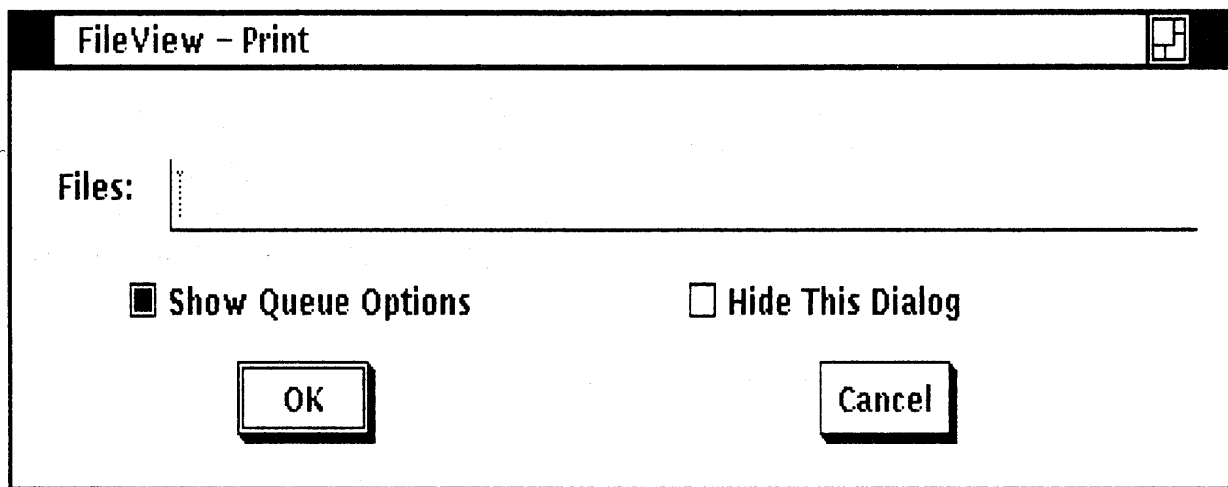 FileView – Print
Files:
Show Queue Options
Hide This Dialog
OK
Cancel